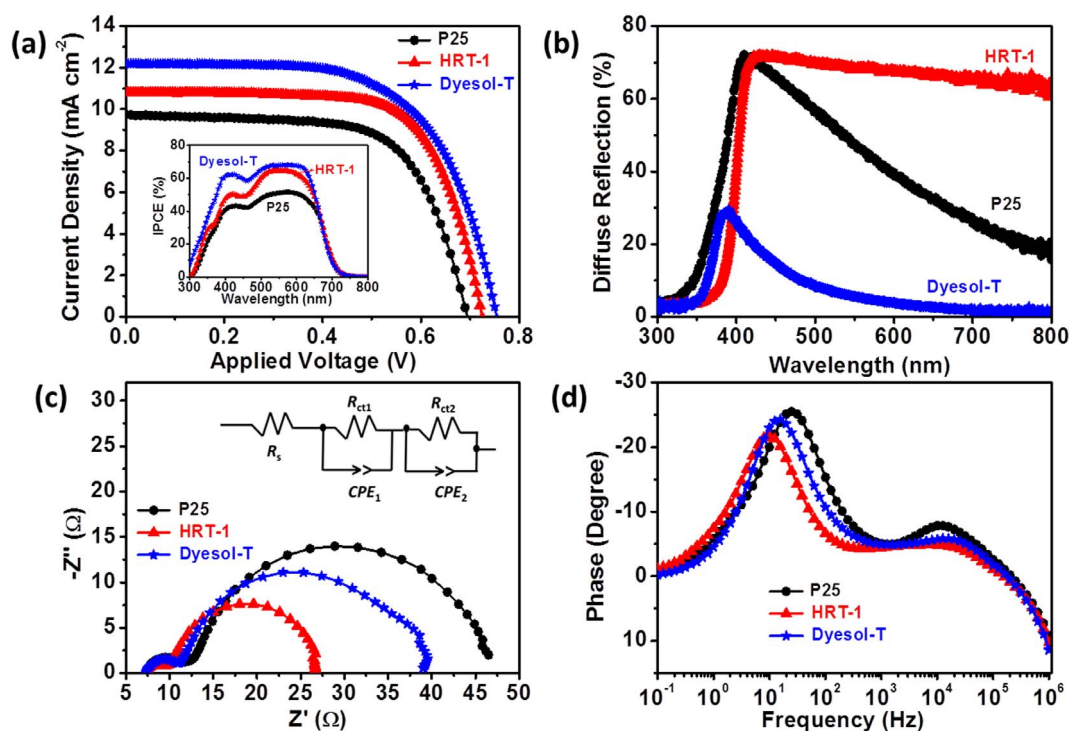 (a)
P25
HRT-1
Dyesol-T
Current Density (mA cm⁻²)
14
12
10
8
6
4
2
0
0.0 0.2 0.4 0.6 0.8
Applied Voltage (V)
IPCE (%)
80
60
40
20
0
Dyesol-T
HRT-1
P25
300 400 500 600 700 800
Wavelength (nm)
(b)
Diffuse Reflection (%)
80
60
40
20
0
HRT-1
P25
Dyesol-T
300 400 500 600 700 800
Wavelength (nm)
(c)
-Z'' (Ω)
30
25
20
15
10
5
0
Rs
Rct1
Rct2
CPE1
CPE2
P25
HRT-1
Dyesol-T
5 10 15 20 25 30 35 40 45 50
Z' (Ω)
(d)
Phase (Degree)
-30
-20
-10
0
10
P25
HRT-1
Dyesol-T
10⁻¹ 10⁰ 10¹ 10² 10³ 10⁴ 10⁵ 10⁶
Frequency (Hz)